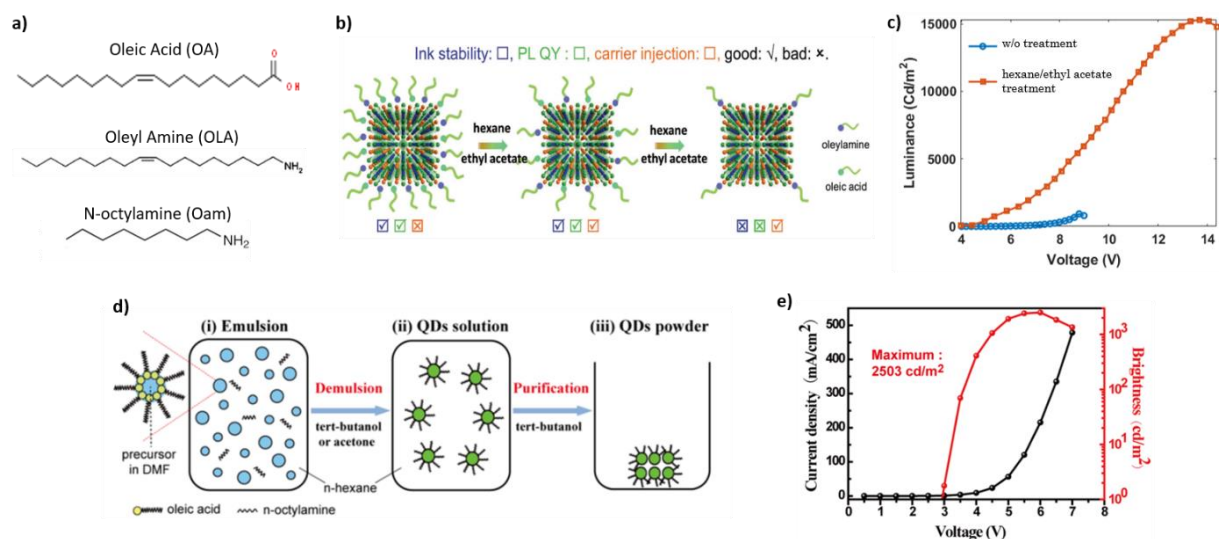 a)
Oleic Acid (OA)
O
O H
Oleyl Amine (OLA)
NH2
N-octylamine (Oam)
NH2
b)
Ink stability: ☐, PL QY : ☐, carrier injection: ☐, good: √, bad: ×.
hexane
ethyl acetate
hexane
ethyl acetate
oleylamine
oleic acid
c)
w/o treatment
hexane/ethyl acetate
treatment
Luminance (Cd/m²)
15000
10000
5000
0
4 6 8 10 12 14
Voltage (V)
d)
(i) Emulsion
(ii) QDs solution
(iii) QDs powder
Demulsion
tert-butanol
or acetone
Purification
tert-butanol
precursor
in DMF
n-hexane
oleic acid
n-octylamine
e)
Maximum :
2503 cd/m²
Current density (mA/cm²)
500
400
300
200
100
0
Brightness (cd/m²)
10³
10²
10¹
10⁰
0 1 2 3 4 5 6 7 8
Voltage (V)